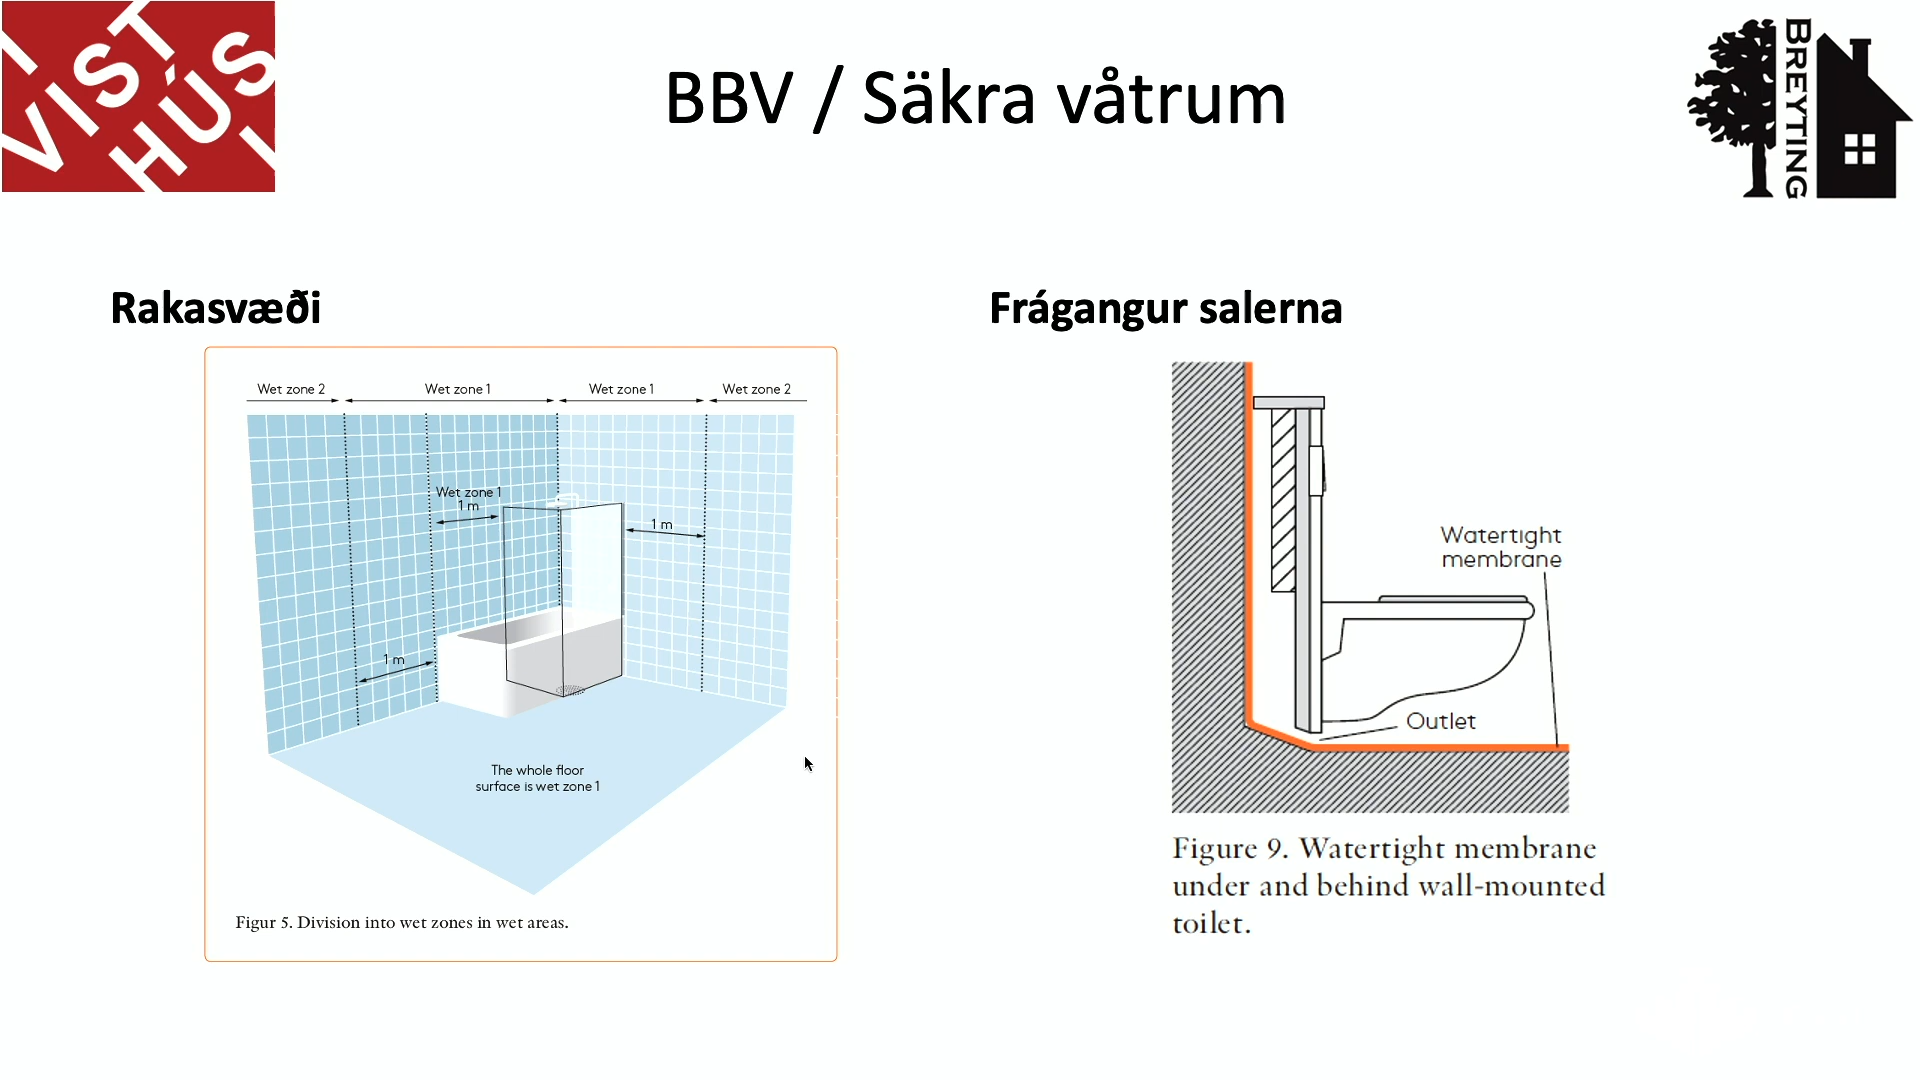 VISTHÚS
BBV / Säkra våtrum
BREYTING
Rakasvæði
Wet zone 2
Wet zone 1
Wet zone 1
Wet zone 2
Wet zone 1
1 m
1 m
1 m
The whole floor
surface is wet zone 1
Figur 5. Division into wet zones in wet areas.
Frágangur salerna
Watertight
membrane
Outlet
Figure 9. Watertight membrane
under and behind wall-mounted
toilet.